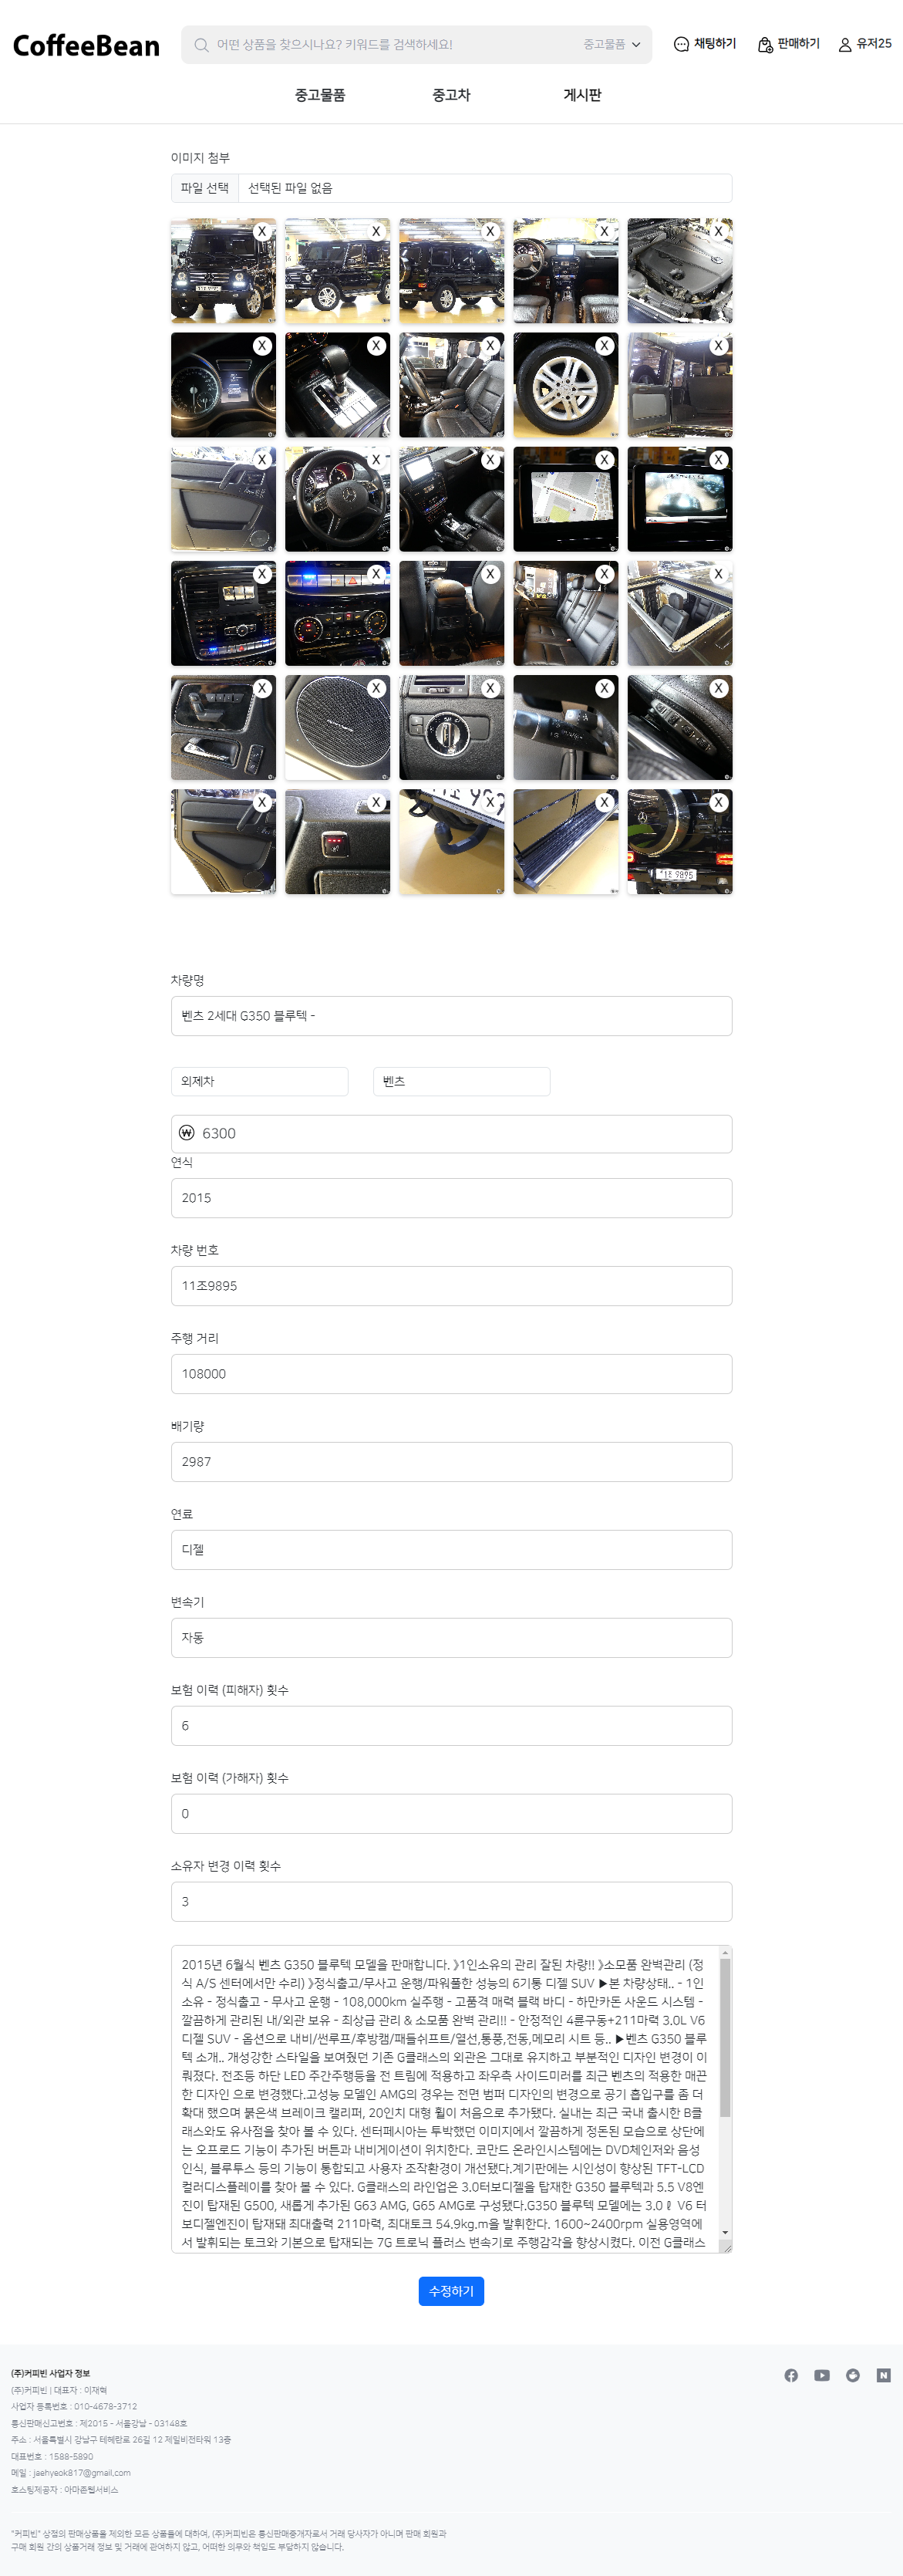 CoffeeBean
어떤 상품을 찾으시나요? 키워드를 검색하세요!
중고물품
채팅하기
판매하기
유저25
중고물품
중고차
게시판
이미지 첨부
파일 선택
선택된 파일 없음
X X X X X
X X X X X
X X X X X
X X X X X
X X X X X
X X X X X
9895
차량명
벤츠 2세대 G350 블루텍 -
외제차
벤츠
6300
연식
2015
차량 번호
11조9895
주행 거리
108000
배기량
2987
연료
디젤
변속기
자동
보험 이력 (피해자) 횟수
6
보험 이력 (가해자) 횟수
0
소유자 변경 이력 횟수
3
2015년 6월식 벤츠 G350 블루텍 모델을 판매합니다. 》1인소유의 관리 잘된 차량!! 》소모품 완벽관리 (정
식 A/S 센터에서만 수리) 》정식출고/무사고 운행/파워풀한 성능의 6기통 디젤 SUV ▶본 차량상태.. - 1인
소유 - 정식출고 - 무사고 운행 - 108,000km 실주행 - 고품격 매력 블랙 바디 - 하만카돈 사운드 시스템 -
깔끔하게 관리된 내/외관 보유 - 최상급 관리 & 소모품 완벽 관리!! - 안정적인 4륜구동+211마력 3.0L V6
디젤 SUV - 옵션으로 내비/썬루프/후방캠/패들쉬프트/열선,통풍,전동,메모리 시트 등.. ▶벤츠 G350 블루
텍 소개.. 개성강한 스타일을 보여줬던 기존 G클래스의 외관은 그대로 유지하고 부분적인 디자인 변경이 이
뤄졌다. 전조등 하단 LED 주간주행등을 전 트림에 적용하고 좌우측 사이드미러를 최근 벤츠의 적용한 매끈
한 디자인 으로 변경했다.고성능 모델인 AMG의 경우는 전면 범퍼 디자인의 변경으로 공기 흡입구를 좀 더
확대 했으며 붉은색 브레이크 캘리퍼, 20인치 대형 휠이 처음으로 추가됐다. 실내는 최근 국내 출시한 B클
래스와도 유사점을 찾아 볼 수 있다. 센터페시아는 투박했던 이미지에서 깔끔하게 정돈된 모습으로 상단에
는 오프로드 기능이 추가된 버튼과 내비게이션이 위치한다. 코만드 온라인시스템에는 DVD체인저와 음성
인식, 블루투스 등의 기능이 통합되고 사용자 조작환경이 개선됐다.계기판에는 시인성이 향상된 TFT-LCD
컬러디스플레이를 찾아 볼 수 있다. G클래스의 라인업은 3.0터보디젤을 탑재한 G350 블루텍과 5.5 V8엔
진이 탑재된 G500, 새롭게 추가된 G63 AMG, G65 AMG로 구성됐다.G350 블루텍 모델에는 3.0ℓ V6 터
보디젤엔진이 탑재돼 최대출력 211마력, 최대토크 54.9kg.m을 발휘한다. 1600~2400rpm 실용영역에
서 발휘되는 토크와 기본으로 탑재되는 7G 트로닉 플러스 변속기로 주행감각을 향상시켰다. 이전 G클래스
수정하기
(주)커피빈 사업자 정보
(주)커피빈 | 대표자 : 이재혁
사업자 등록번호 : 010-4678-3712
통신판매신고번호 : 제2015 - 서울강남 - 03148호
주소 : 서울특별시 강남구 테헤란로 26길 12 제일비전타워 13층
대표번호 : 1588-5890
메일 : jaehyeok817@gmail.com
호스팅제공자 : 아마존웹서비스
"커피빈" 상점의 판매상품을 제외한 모든 상품들에 대하여, (주)커피빈은 통신판매중개자로서 거래 당사자가 아니며 판매 회원과
구매 회원 간의 상품거래 정보 및 거래에 관여하지 않고, 어떠한 의무와 책임도 부담하지 않습니다.